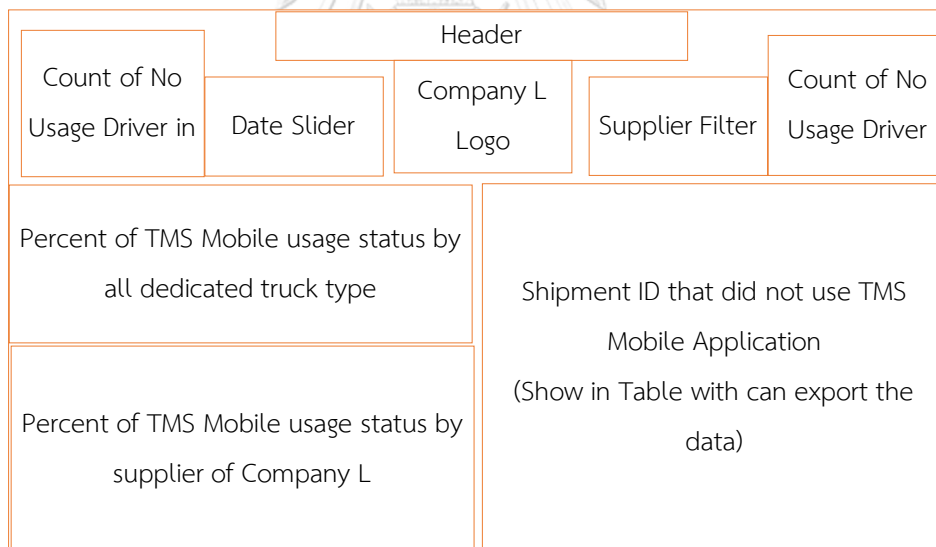 Header
Count of No
Usage Driver in
Date Slider
Company L
Logo
Supplier Filter
Count of No
Usage Driver
Percent of TMS Mobile usage status by
all dedicated truck type
Shipment ID that did not use TMS
Mobile Application
(Show in Table with can export the
data)
Percent of TMS Mobile usage status by
supplier of Company L